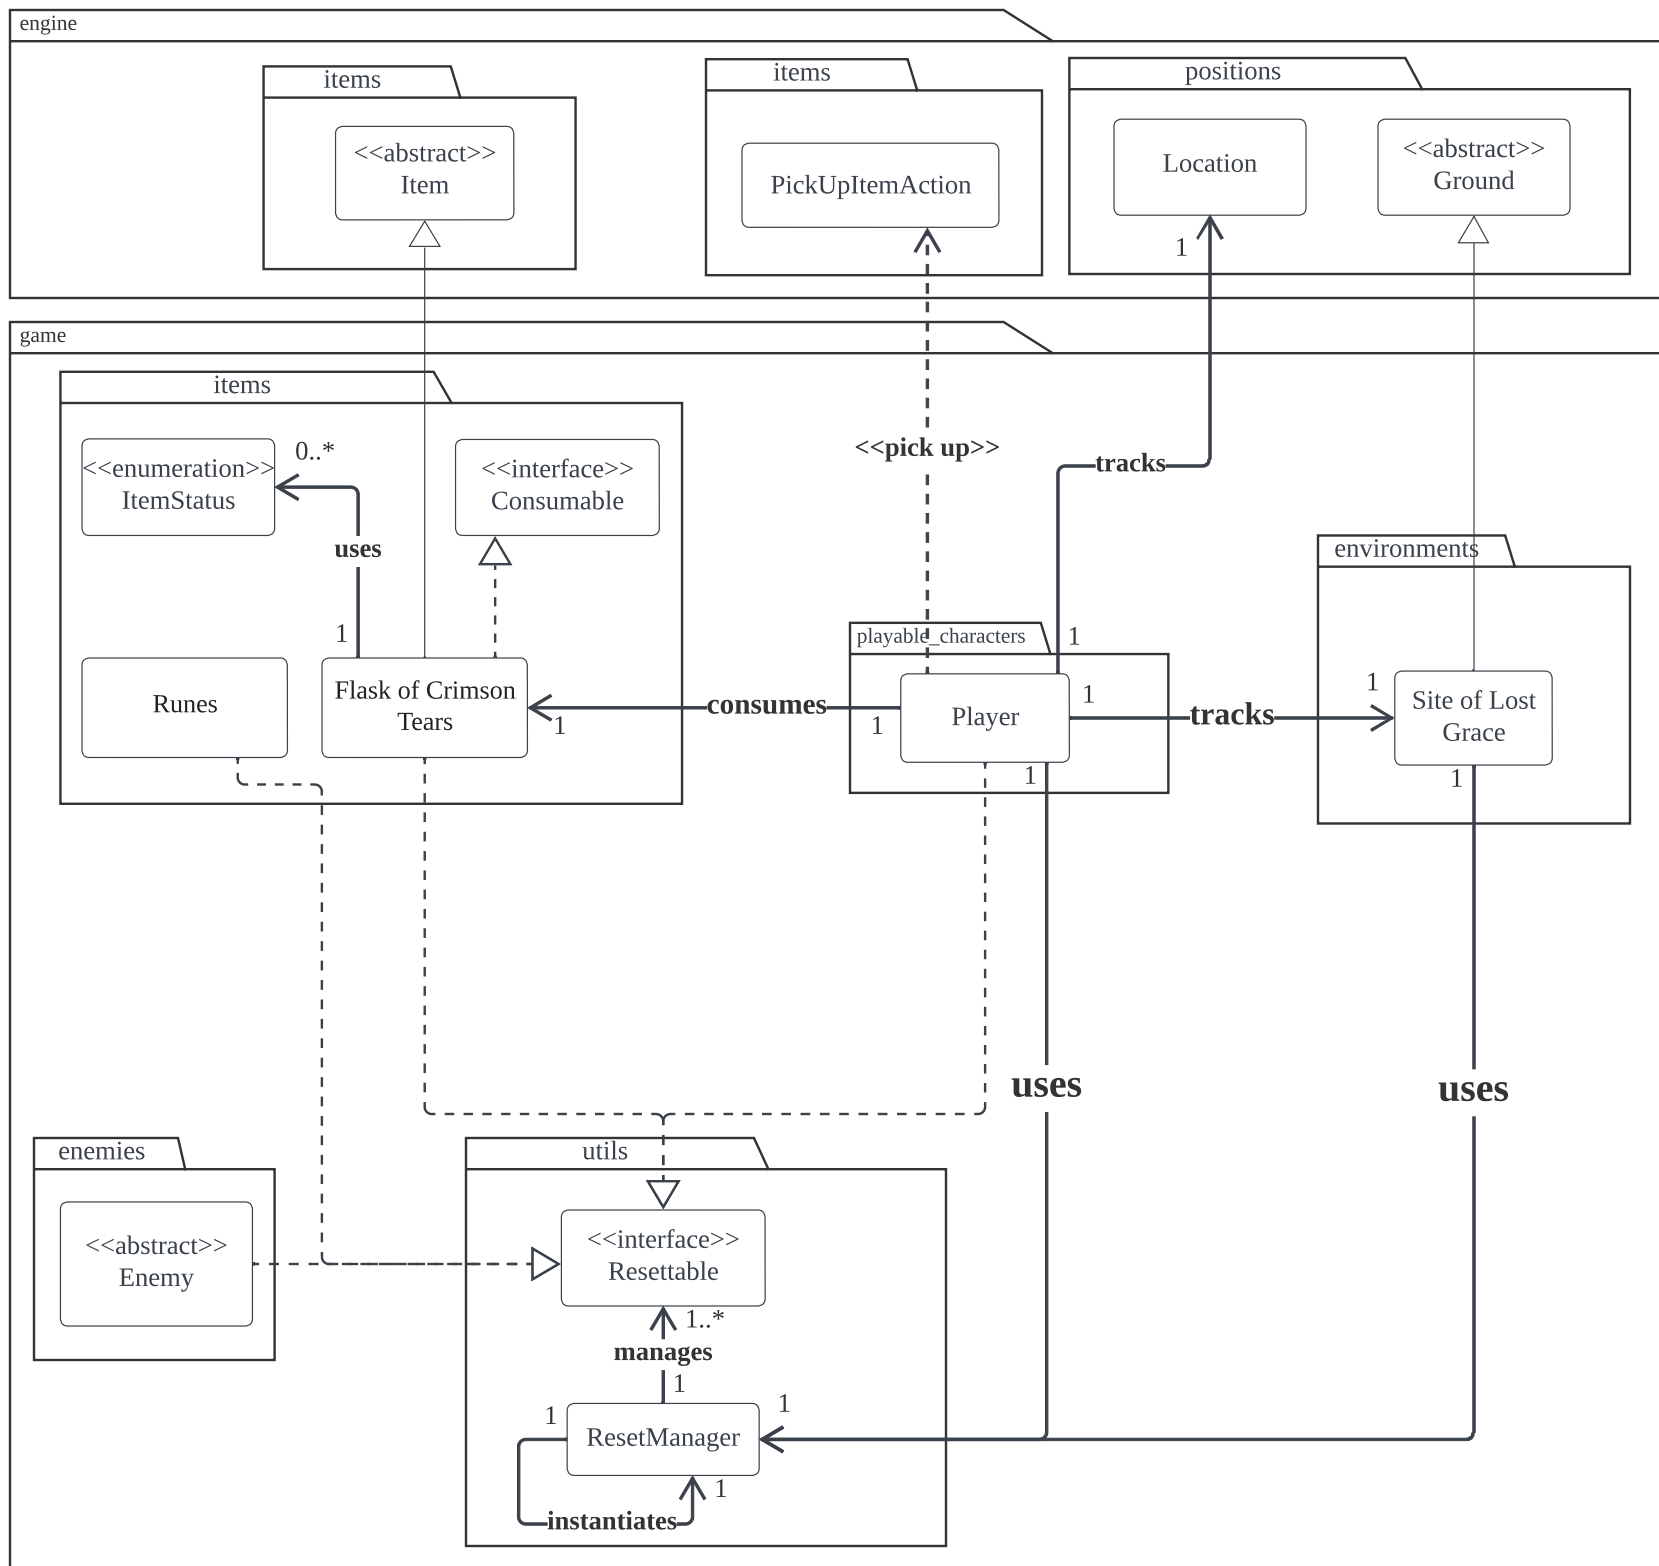 engine
items
items
positions
<<abstract>>
Item
PickUpItemAction
Location
<<abstract>>
Ground
1
game
items
<<enumeration>>
ItemStatus
0..*
<<interface>>
Consumable
<<pick up>>
tracks
uses
environments
1
playable_characters
1
Runes
Flask of Crimson
Tears
1
consumes
1
Player
1
tracks
1
Site of Lost
Grace
1
1
uses
uses
enemies
utils
<<abstract>>
Enemy
<<interface>>
Resettable
1..*
manages
1
1
ResetManager
1
1
instantiates